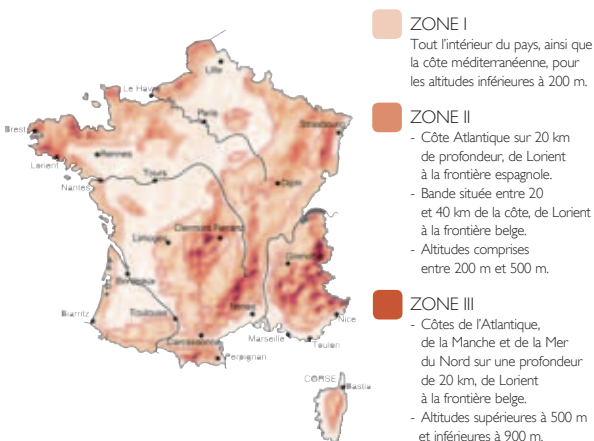 ZONE I
Tout l'intérieur du pays, ainsi que
la côte méditerranéenne, pour
les altitudes inférieures à 200 m.
ZONE II
- Côte Atlantique sur 20 km
de profondeur, de Lorient
à la frontière espagnole.
- Bande située entre 20
et 40 km de la côte, de Lorient
à la frontière belge.
- Altitudes comprises
entre 200 m et 500 m.
ZONE III
- Côtes de l'Atlantique,
de la Manche et de la Mer
du Nord sur une profondeur
de 20 km, de Lorient
à la frontière belge.
- Altitudes supérieures à 500 m
et inférieures à 900 m.
Lille
Le Havre
Paris
Strasbourg
Brest
Rennes
Lorient
Tours
Nantes
Dijon
Clermont Ferrand
Limoges
Grenoble
Bordeaux
Biarritz
Toulouse
Nimes
Nice
Carcassonne
Marseille
Toulon
Perpignan
CORSE
Bastia